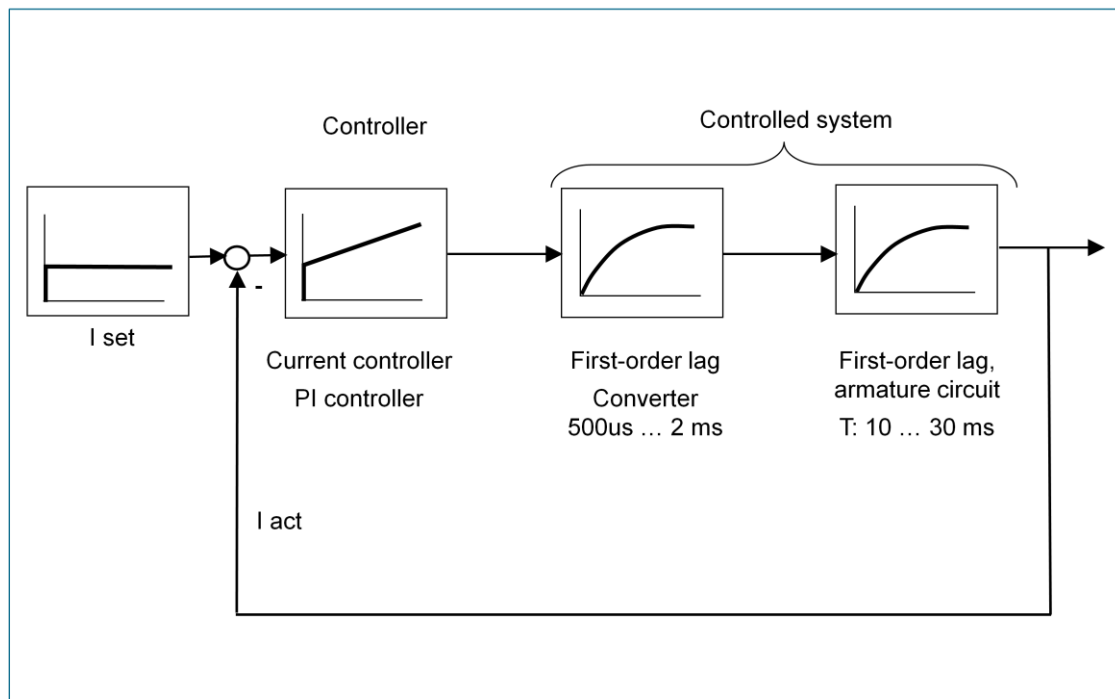 Controller
Controlled system
I set
-
Current controller
PI controller
First-order lag
Converter
500us … 2 ms
First-order lag,
armature circuit
T: 10 … 30 ms
I act